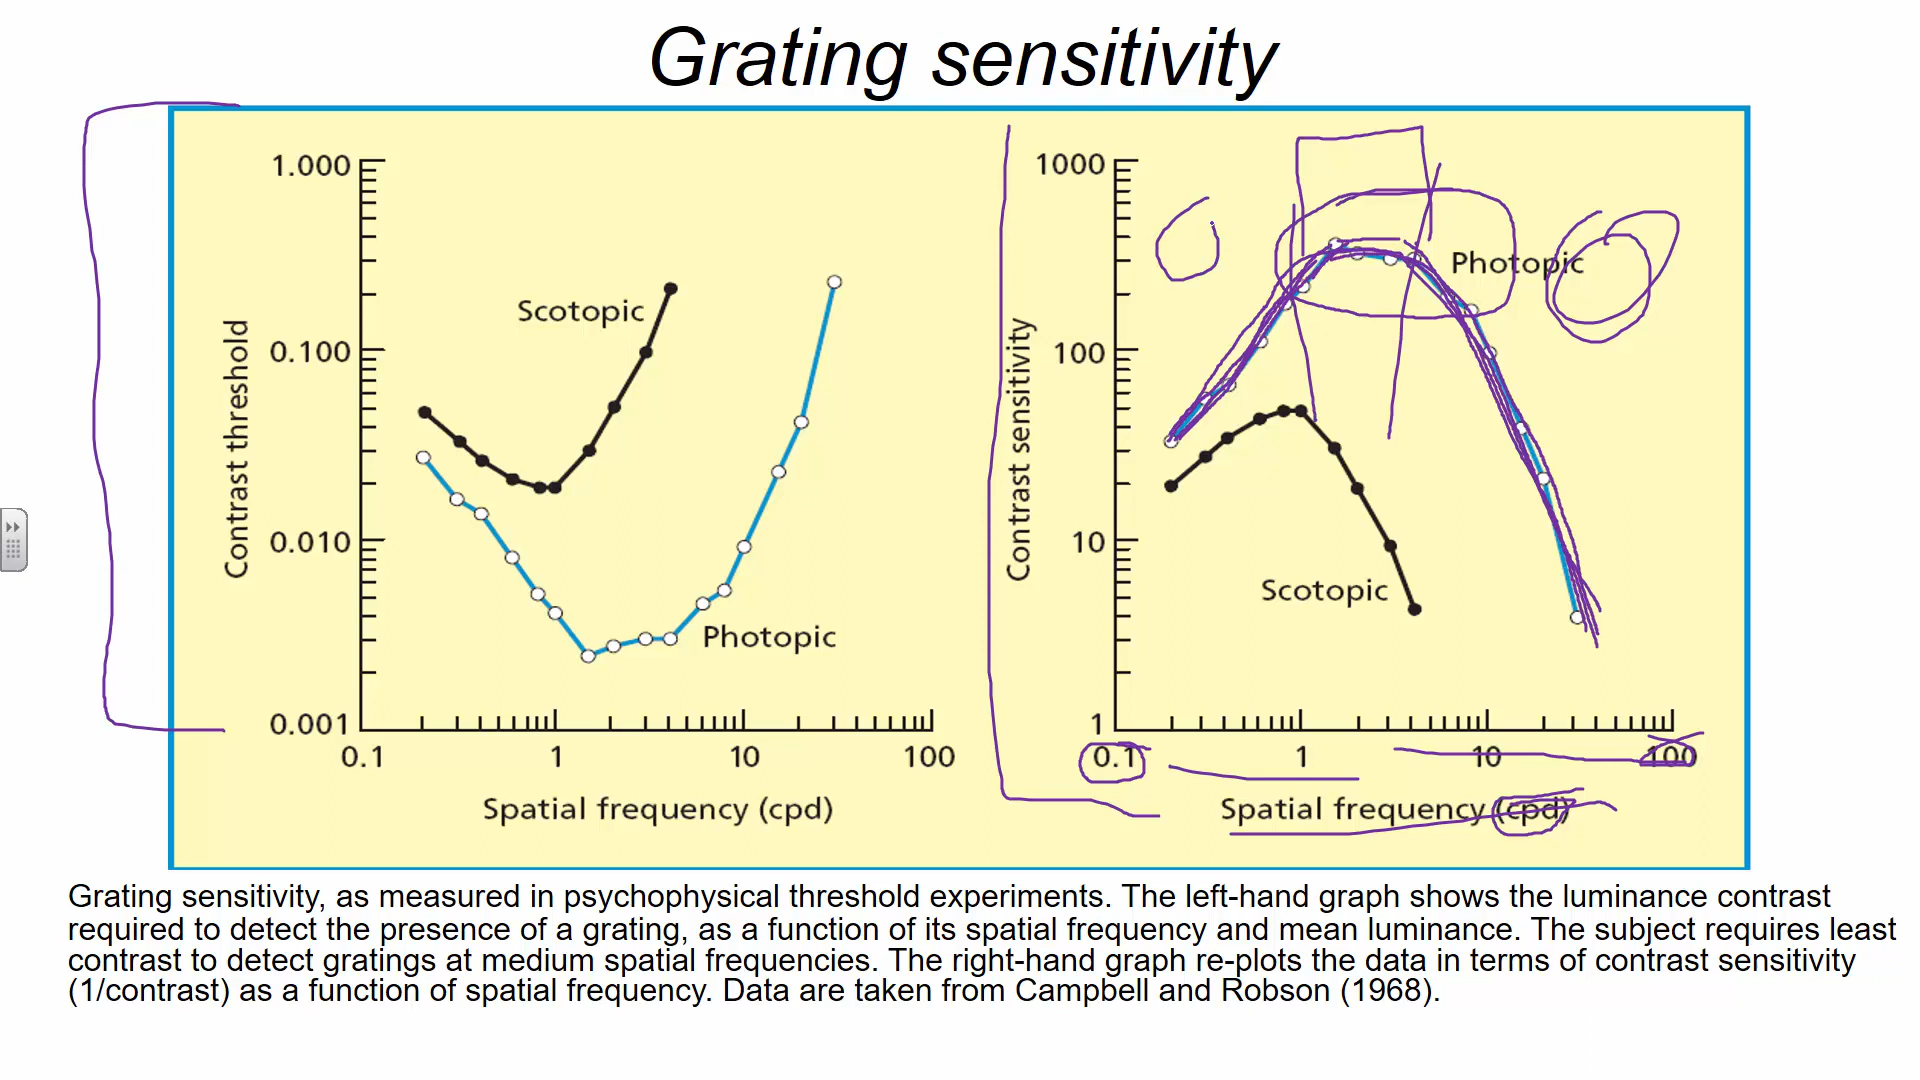 Grating sensitivity
1.000
0.100
0.010
0.001
Contrast threshold
Scotopic
Photopic
0.1 1 10 100
Spatial frequency (cpd)
1000
100
10
1
Contrast sensitivity
Photopic
Scotopic
0.1 1 10 100
Spatial frequency (cpd)
Grating sensitivity, as measured in psychophysical threshold experiments. The left-hand graph shows the luminance contrast
required to detect the presence of a grating, as a function of its spatial frequency and mean luminance. The subject requires least
contrast to detect gratings at medium spatial frequencies. The right-hand graph re-plots the data in terms of contrast sensitivity
(1/contrast) as a function of spatial frequency. Data are taken from Campbell and Robson (1968).